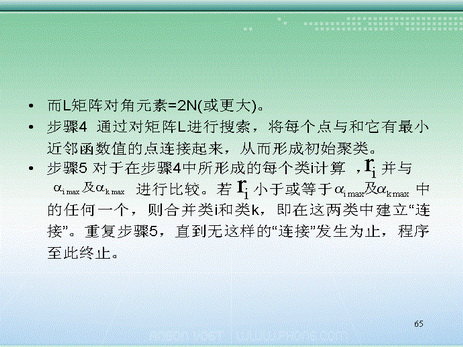 • 而L矩阵对角元素=2N(或更大)。
• 步骤4 通过对矩阵L进行搜索，将每个点与和它有最小
近邻函数值的点连接起来，从而形成初始聚类。
• 步骤5 对于在步骤4中所形成的每个类i计算 ，rᵢ 并与
αᵢ max 及 αₖ max 进行比较。若 rᵢ 小于或等于 αᵢ max 及 αₖ max 中
的任何一个，则合并类i和类k，即在这两类中建立“连
接”。重复步骤5，直到无这样的“连接”发生为止，程序
至此终止。
65